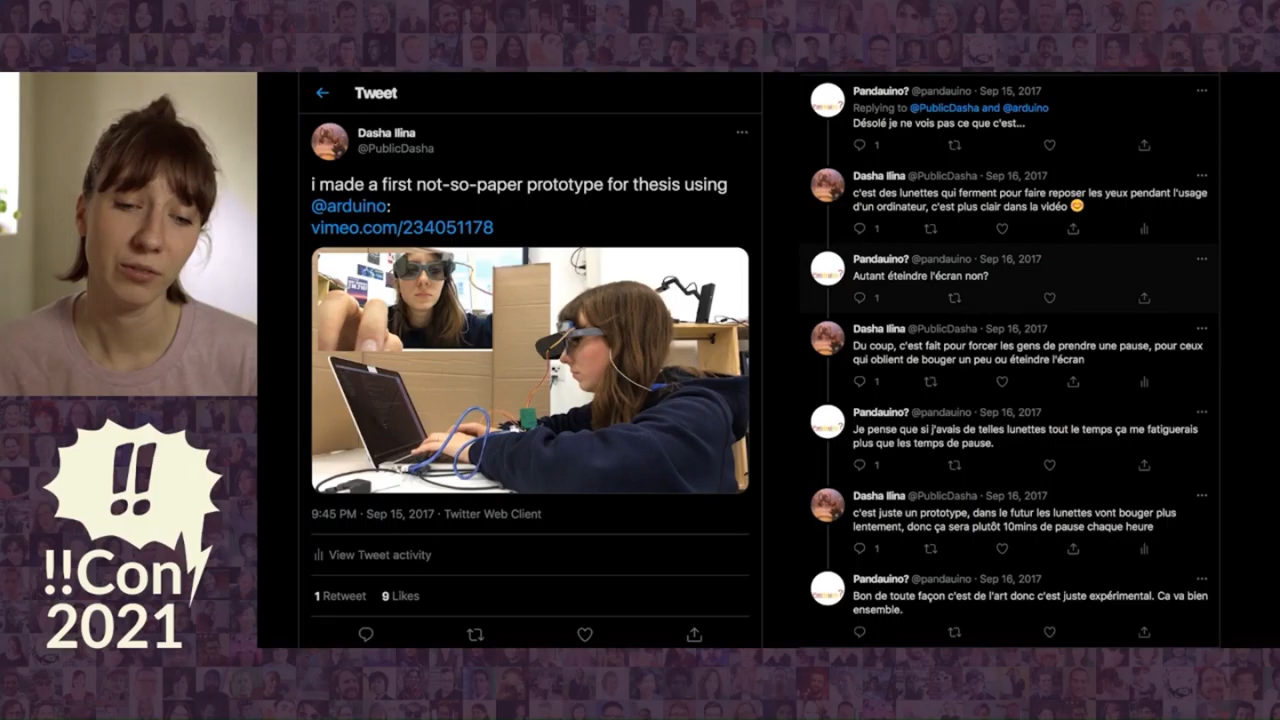 Tweet
Dasha Ilina
@PublicDasha
i made a first not-so-paper prototype for thesis using
@arduino:
vimeo.com/234051178
9:45 PM · Sep 15, 2017 · Twitter Web Client
View Tweet activity
1 Retweet 9 Likes
Pandauino? @pandauino · Sep 15, 2017
Replying to @PublicDasha and @arduino
Désolé je ne vois pas ce que c'est...
1
Dasha Ilina @PublicDasha · Sep 16, 2017
c'est des lunettes qui ferment pour faire reposer les yeux pendant l'usage
d'un ordinateur, c'est plus clair dans la vidéo 😊
1
Pandauino? @pandauino · Sep 16, 2017
Autant éteindre l'écran non?
1
Dasha Ilina @PublicDasha · Sep 16, 2017
Du coup, c'est fait pour forcer les gens de prendre une pause, pour ceux
qui oblient de bouger un peu ou éteindre l'écran
1
Pandauino? @pandauino · Sep 16, 2017
Je pense que si j'avais de telles lunettes tout le temps ça me fatiguerais
plus que les temps de pause.
1
Dasha Ilina @PublicDasha · Sep 16, 2017
c'est juste un prototype, dans le futur les lunettes vont bouger plus
lentement, donc ça sera plutôt 10mins de pause chaque heure
1
Pandauino? @pandauino · Sep 16, 2017
Bon de toute façon c'est de l'art donc c'est juste expérimental. Ca va bien
ensemble.
!!
!!Con
2021